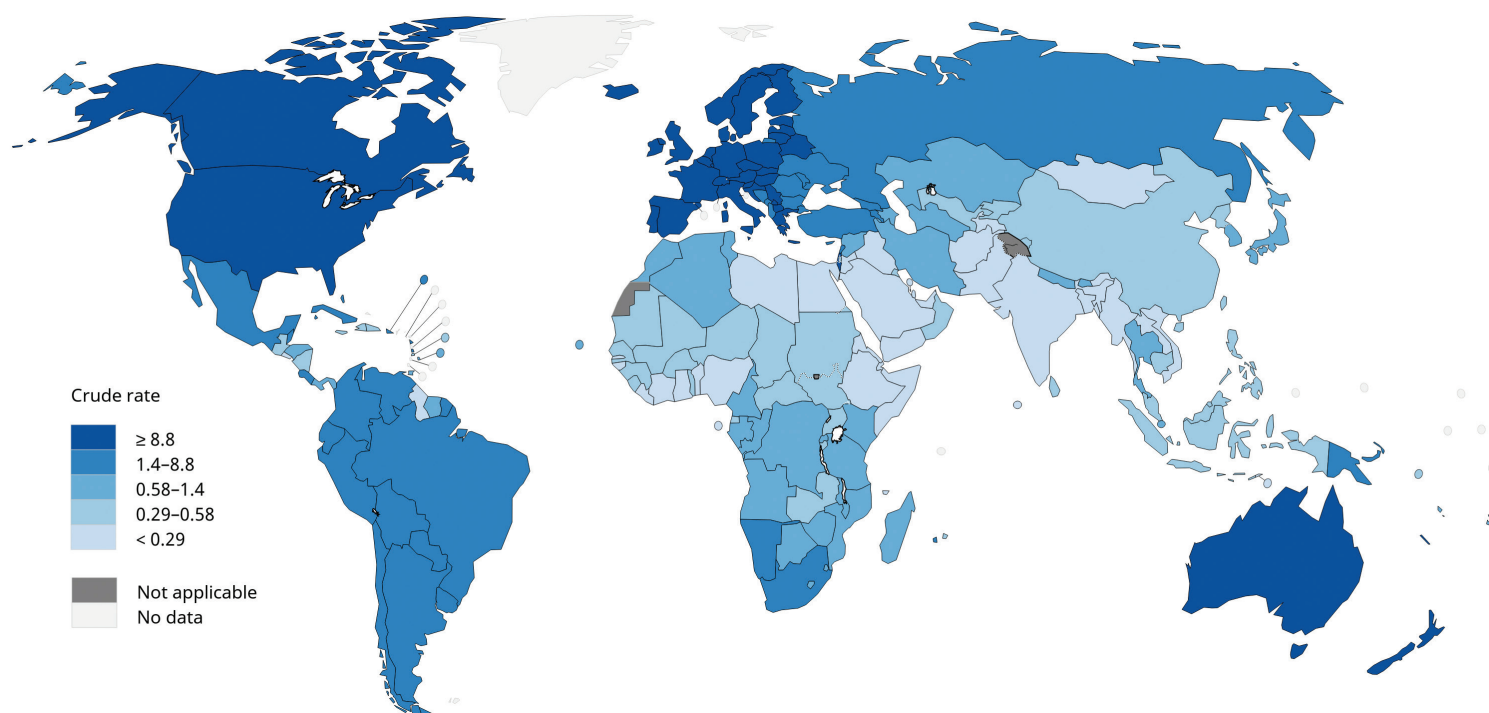 Crude rate
≥ 8.8
1.4–8.8
0.58–1.4
0.29–0.58
< 0.29
Not applicable
No data